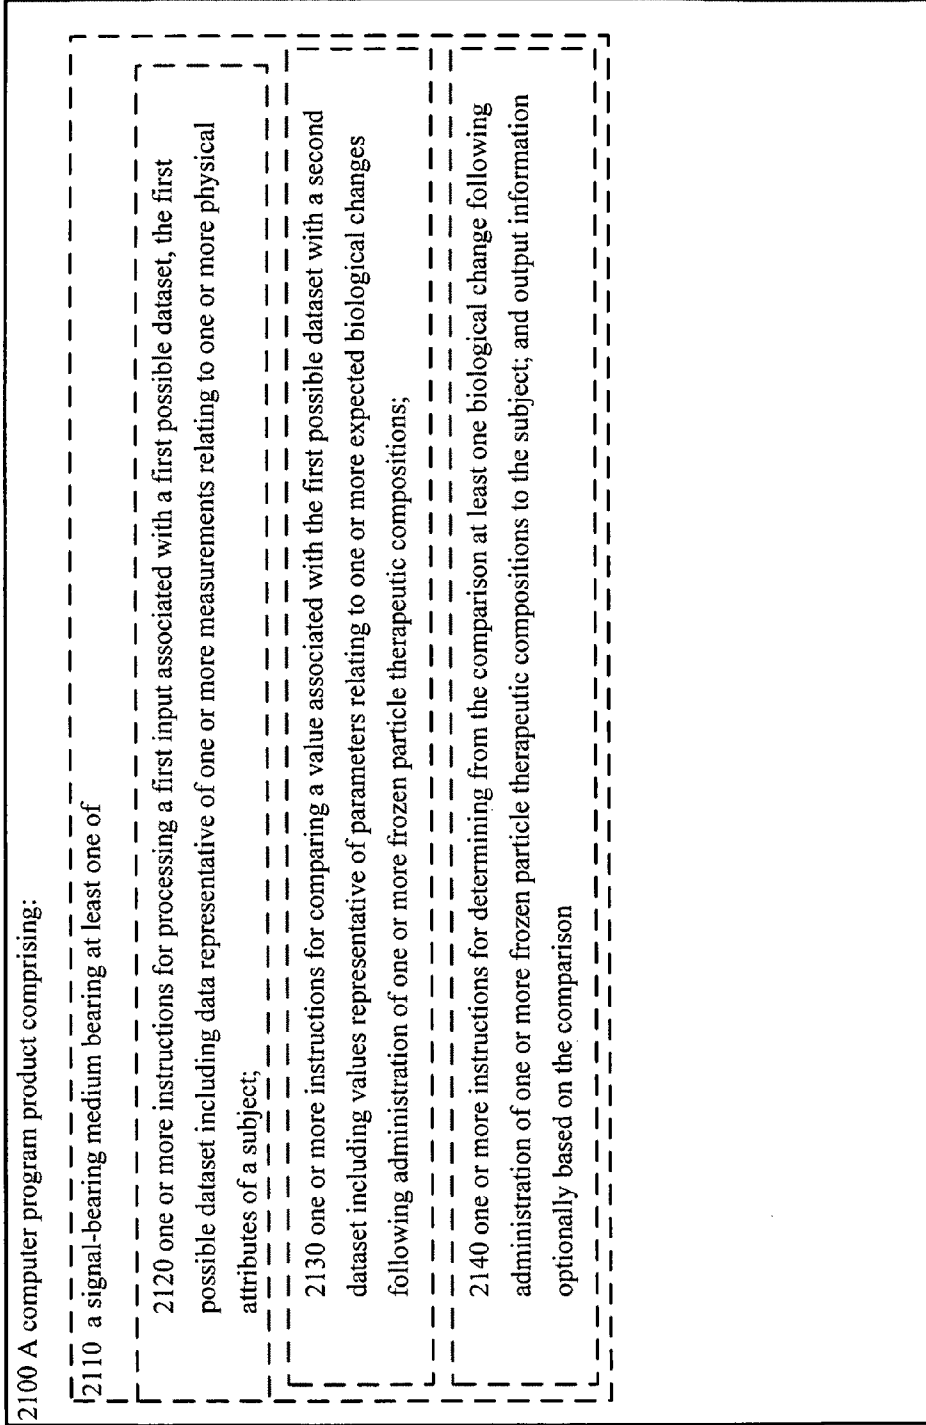 2100 A computer program product comprising:
2110 a signal-bearing medium bearing at least one of
2120 one or more instructions for processing a first input associated with a first possible dataset, the first
possible dataset including data representative of one or more measurements relating to one or more physical
attributes of a subject;
2130 one or more instructions for comparing a value associated with the first possible dataset with a second
dataset including values representative of parameters relating to one or more expected biological changes
following administration of one or more frozen particle therapeutic compositions;
2140 one or more instructions for determining from the comparison at least one biological change following
administration of one or more frozen particle therapeutic compositions to the subject; and output information
optionally based on the comparison